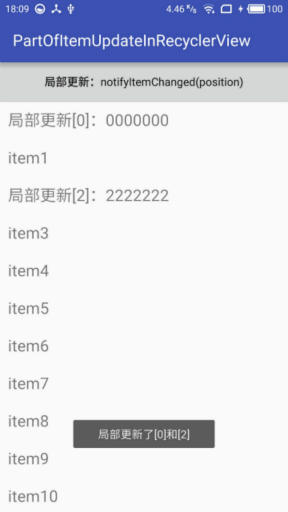 18:09 4.46 K/s 100
PartOfItemUpdateInRecyclerView
局部更新：notifyItemChanged(position)
局部更新[0]：0000000
item1
局部更新[2]：2222222
item3
item4
item5
item6
item7
item8
局部更新了[0]和[2]
item9
item10